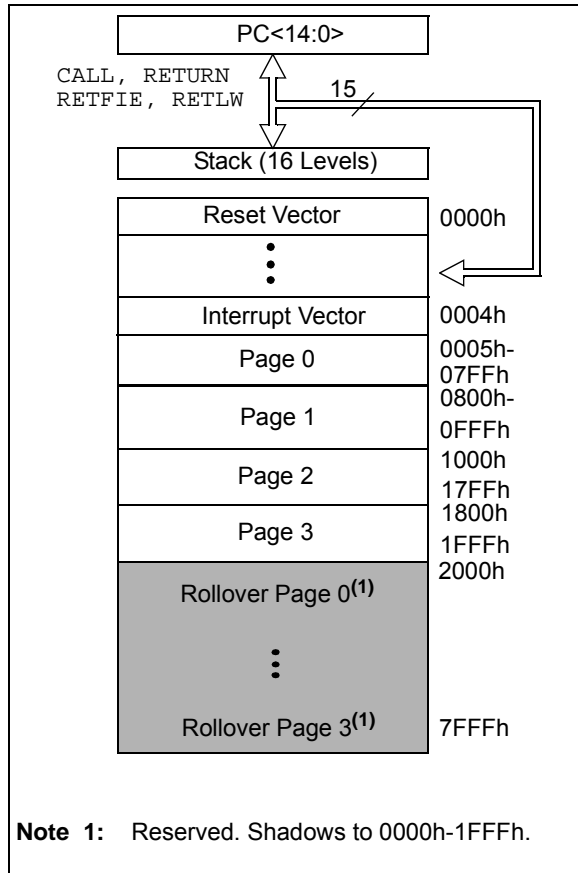 PC<14:0>
CALL, RETURN
RETFIE, RETLW
15
Stack (16 Levels)
Reset Vector
0000h
Interrupt Vector
0004h
Page 0
0005h-
07FFh
Page 1
0800h-
0FFFh
Page 2
1000h
17FFh
Page 3
1800h
1FFFh
2000h
Rollover Page 0(1)
Rollover Page 3(1)
7FFFh
Note 1: Reserved. Shadows to 0000h-1FFFh.